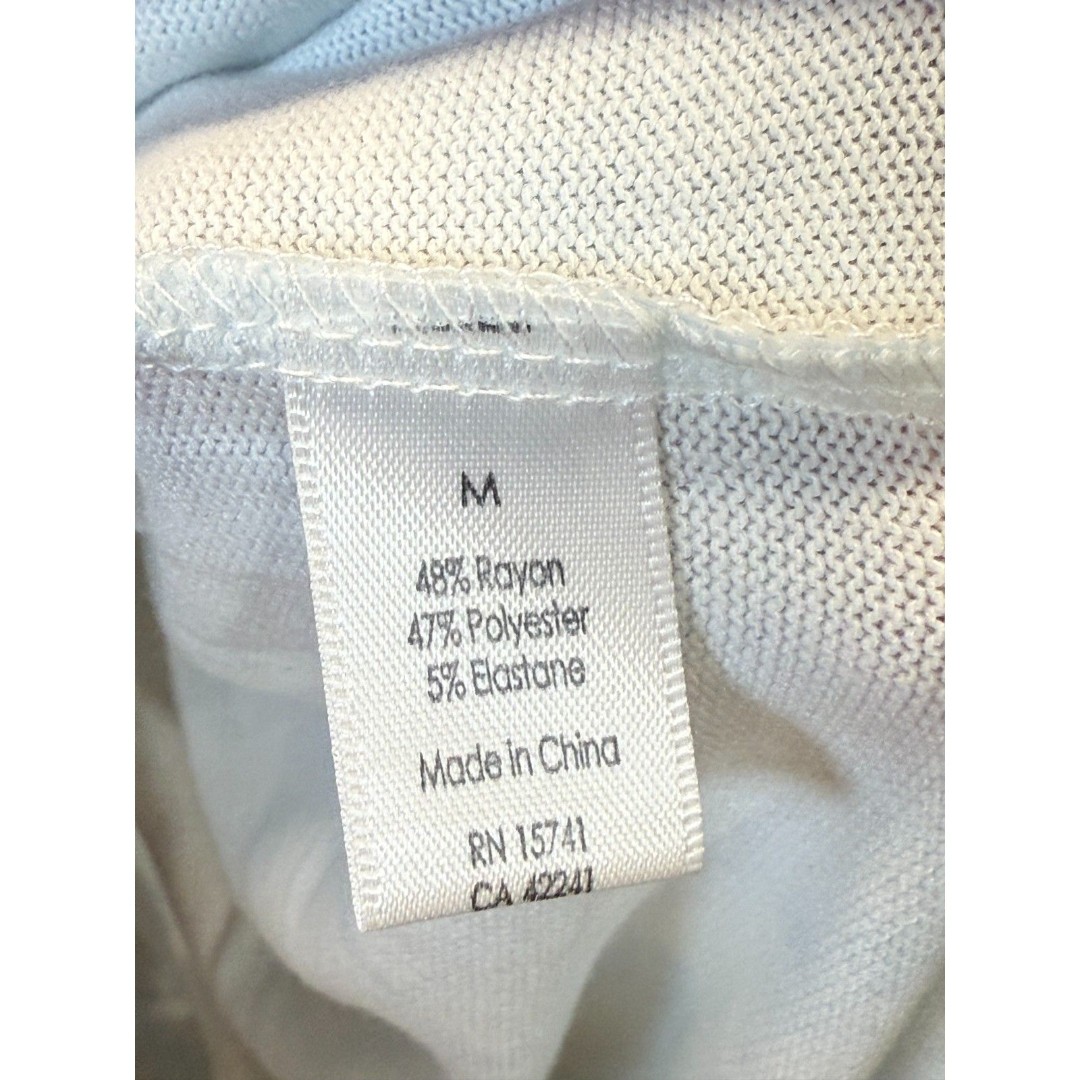 M
48% Rayon
47% Polyester
5% Elastane
Made in China
RN 15741
CA 42241